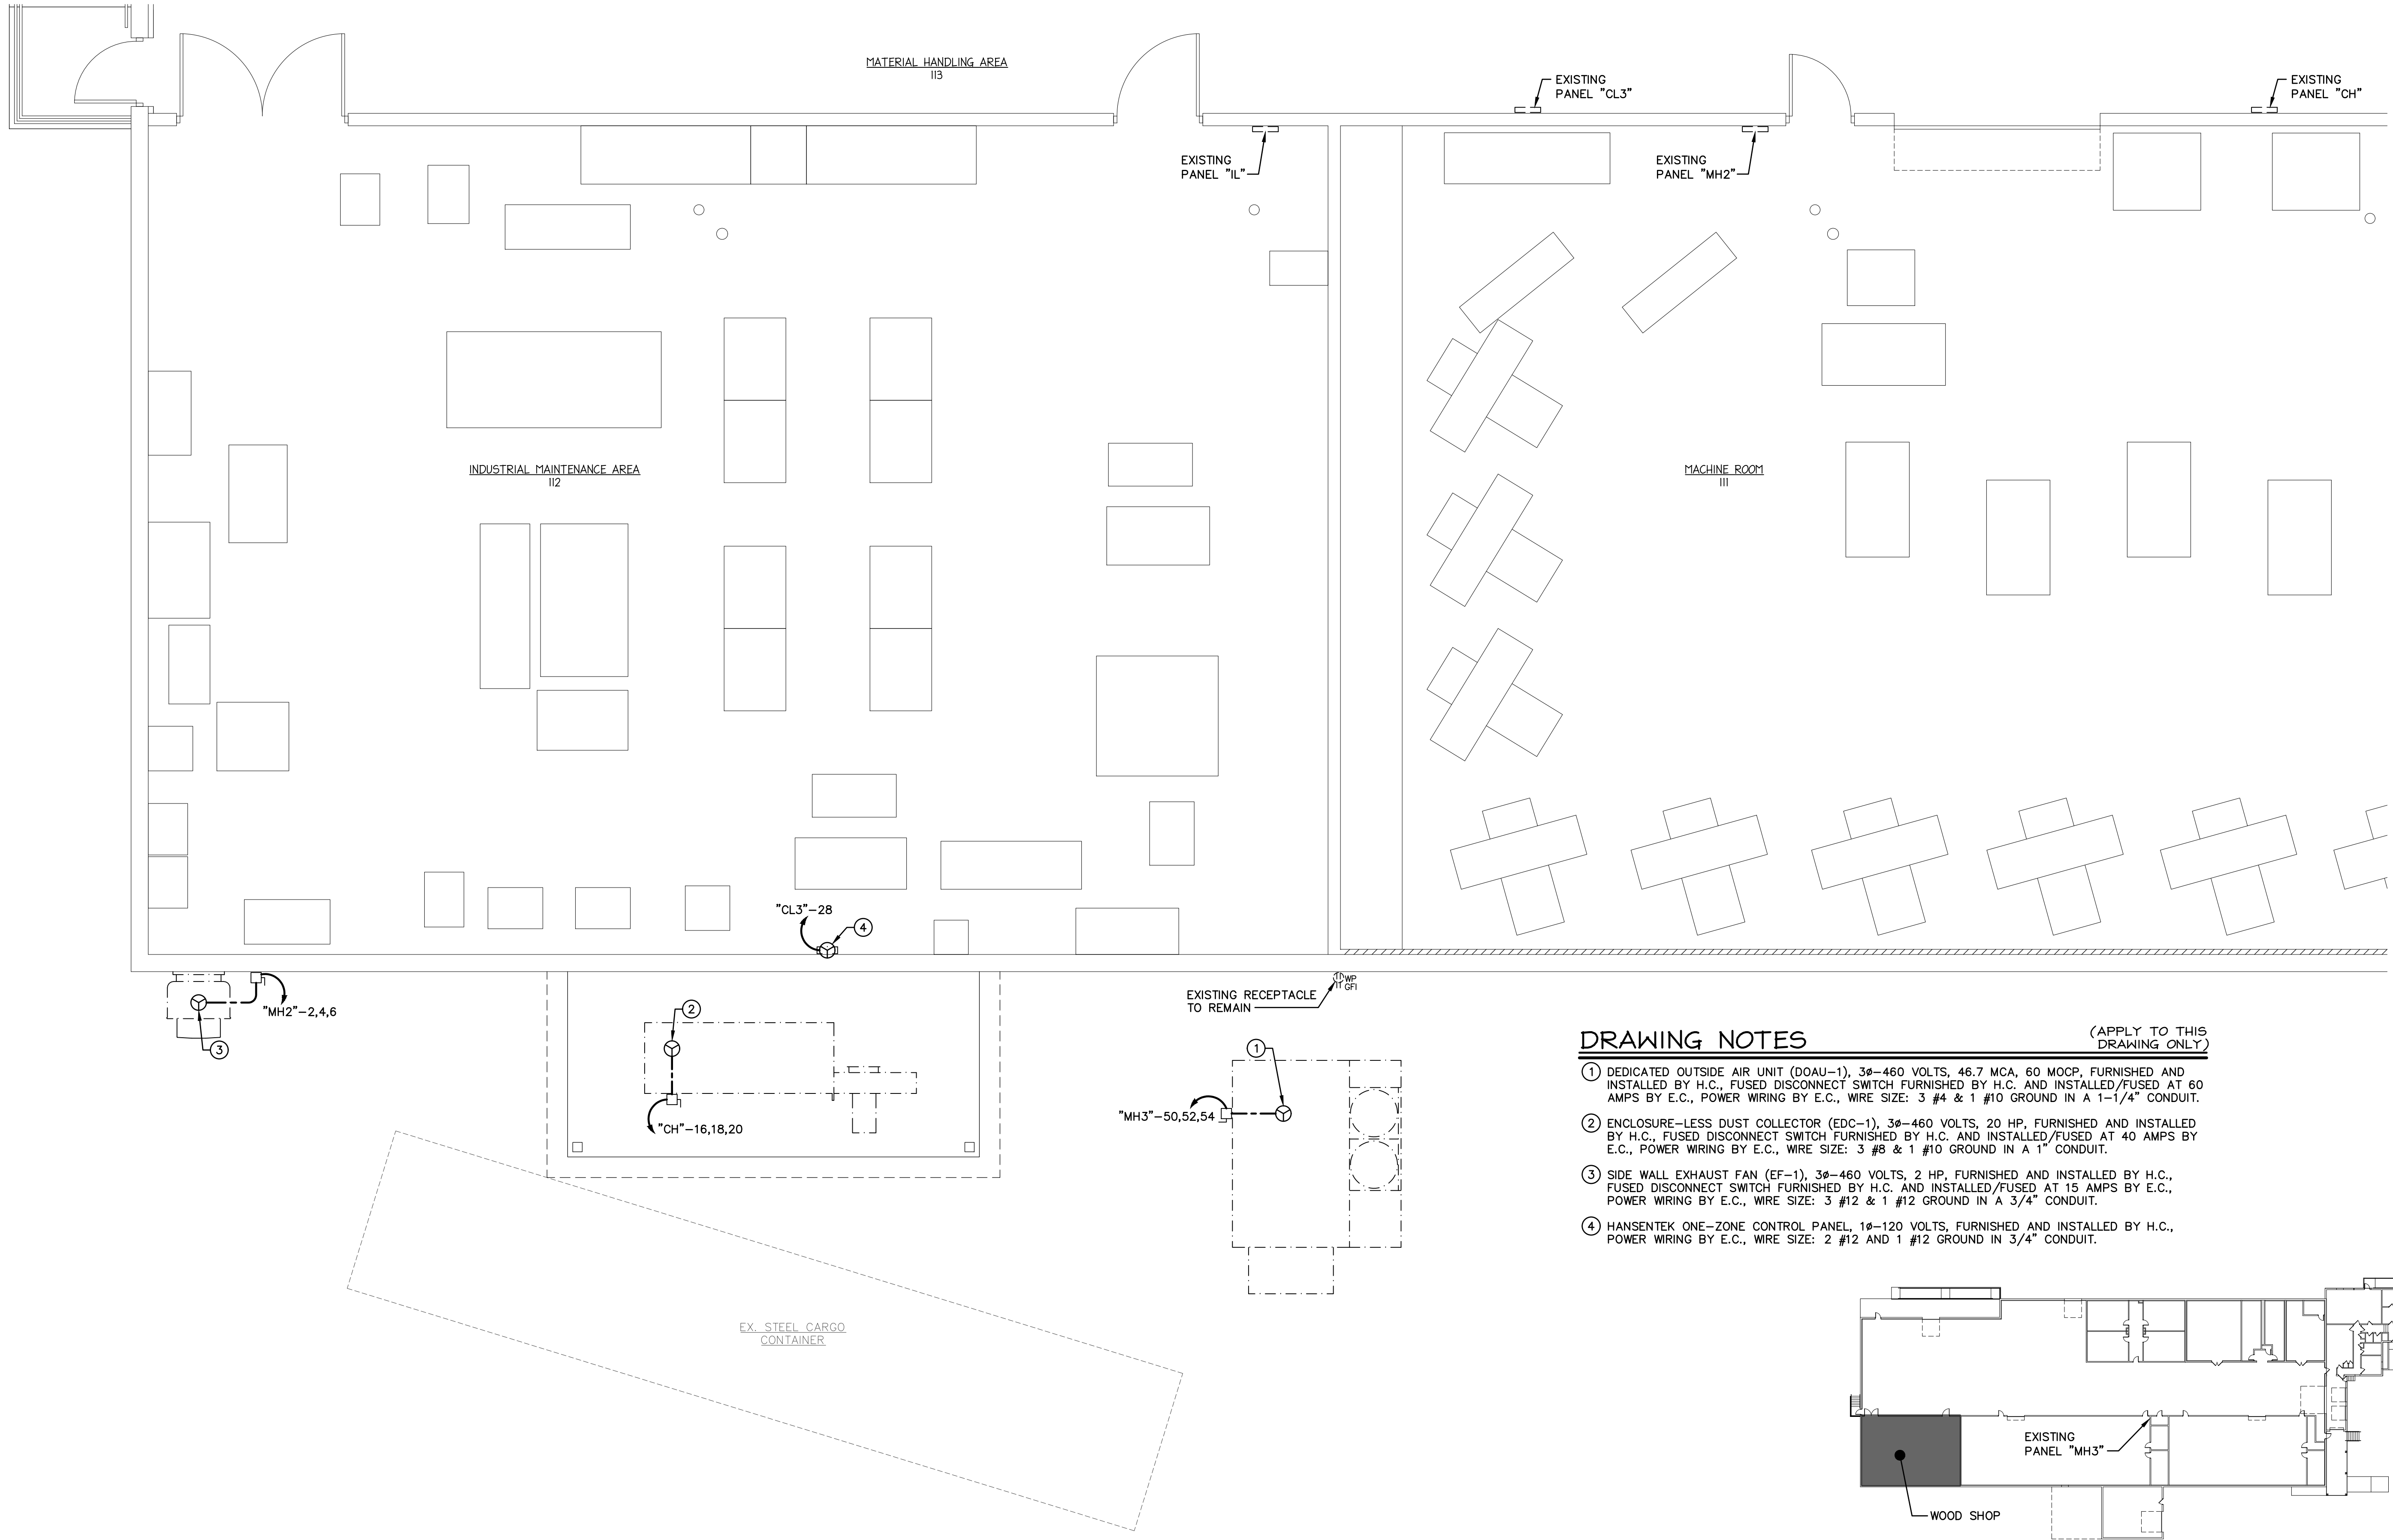 MATERIAL HANDLING AREA
113
EXISTING
PANEL "CL3"
EXISTING
PANEL "CH"
EXISTING
PANEL "IL"
EXISTING
PANEL "MH2"
INDUSTRIAL MAINTENANCE AREA
112
MACHINE ROOM
111
"CL3"-28
4
"MH2"-2,4,6
3
2
"CH"-16,18,20
EXISTING RECEPTACLE
TO REMAIN
WP
GFI
1
"MH3"-50,52,54
EX. STEEL CARGO
CONTAINER
DRAWING NOTES
(APPLY TO THIS
DRAWING ONLY)
1 DEDICATED OUTSIDE AIR UNIT (DOAU-1), 3ø-460 VOLTS, 46.7 MCA, 60 MOCP, FURNISHED AND
INSTALLED BY H.C., FUSED DISCONNECT SWITCH FURNISHED BY H.C. AND INSTALLED/FUSED AT 60
AMPS BY E.C., POWER WIRING BY E.C., WIRE SIZE: 3 #4 & 1 #10 GROUND IN A 1-1/4" CONDUIT.
2 ENCLOSURE-LESS DUST COLLECTOR (EDC-1), 3ø-460 VOLTS, 20 HP, FURNISHED AND INSTALLED
BY H.C., FUSED DISCONNECT SWITCH FURNISHED BY H.C. AND INSTALLED/FUSED AT 40 AMPS BY
E.C., POWER WIRING BY E.C., WIRE SIZE: 3 #8 & 1 #10 GROUND IN A 1" CONDUIT.
3 SIDE WALL EXHAUST FAN (EF-1), 3ø-460 VOLTS, 2 HP, FURNISHED AND INSTALLED BY H.C.,
FUSED DISCONNECT SWITCH FURNISHED BY H.C. AND INSTALLED/FUSED AT 15 AMPS BY E.C.,
POWER WIRING BY E.C., WIRE SIZE: 3 #12 & 1 #12 GROUND IN A 3/4" CONDUIT.
4 HANSENTEK ONE-ZONE CONTROL PANEL, 1ø-120 VOLTS, FURNISHED AND INSTALLED BY H.C.,
POWER WIRING BY E.C., WIRE SIZE: 2 #12 AND 1 #12 GROUND IN 3/4" CONDUIT.
EXISTING
PANEL "MH3"
WOOD SHOP